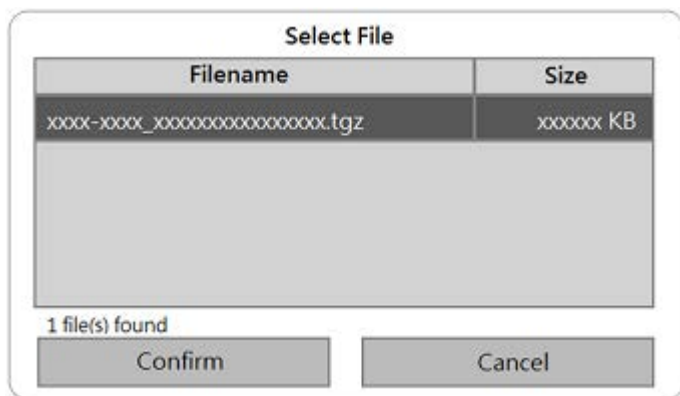 Select File
Filename Size
xxxx-xxxx_xxxxxxxxxxxxxxxx.tgz xxxxxx KB
1 file(s) found
Confirm Cancel